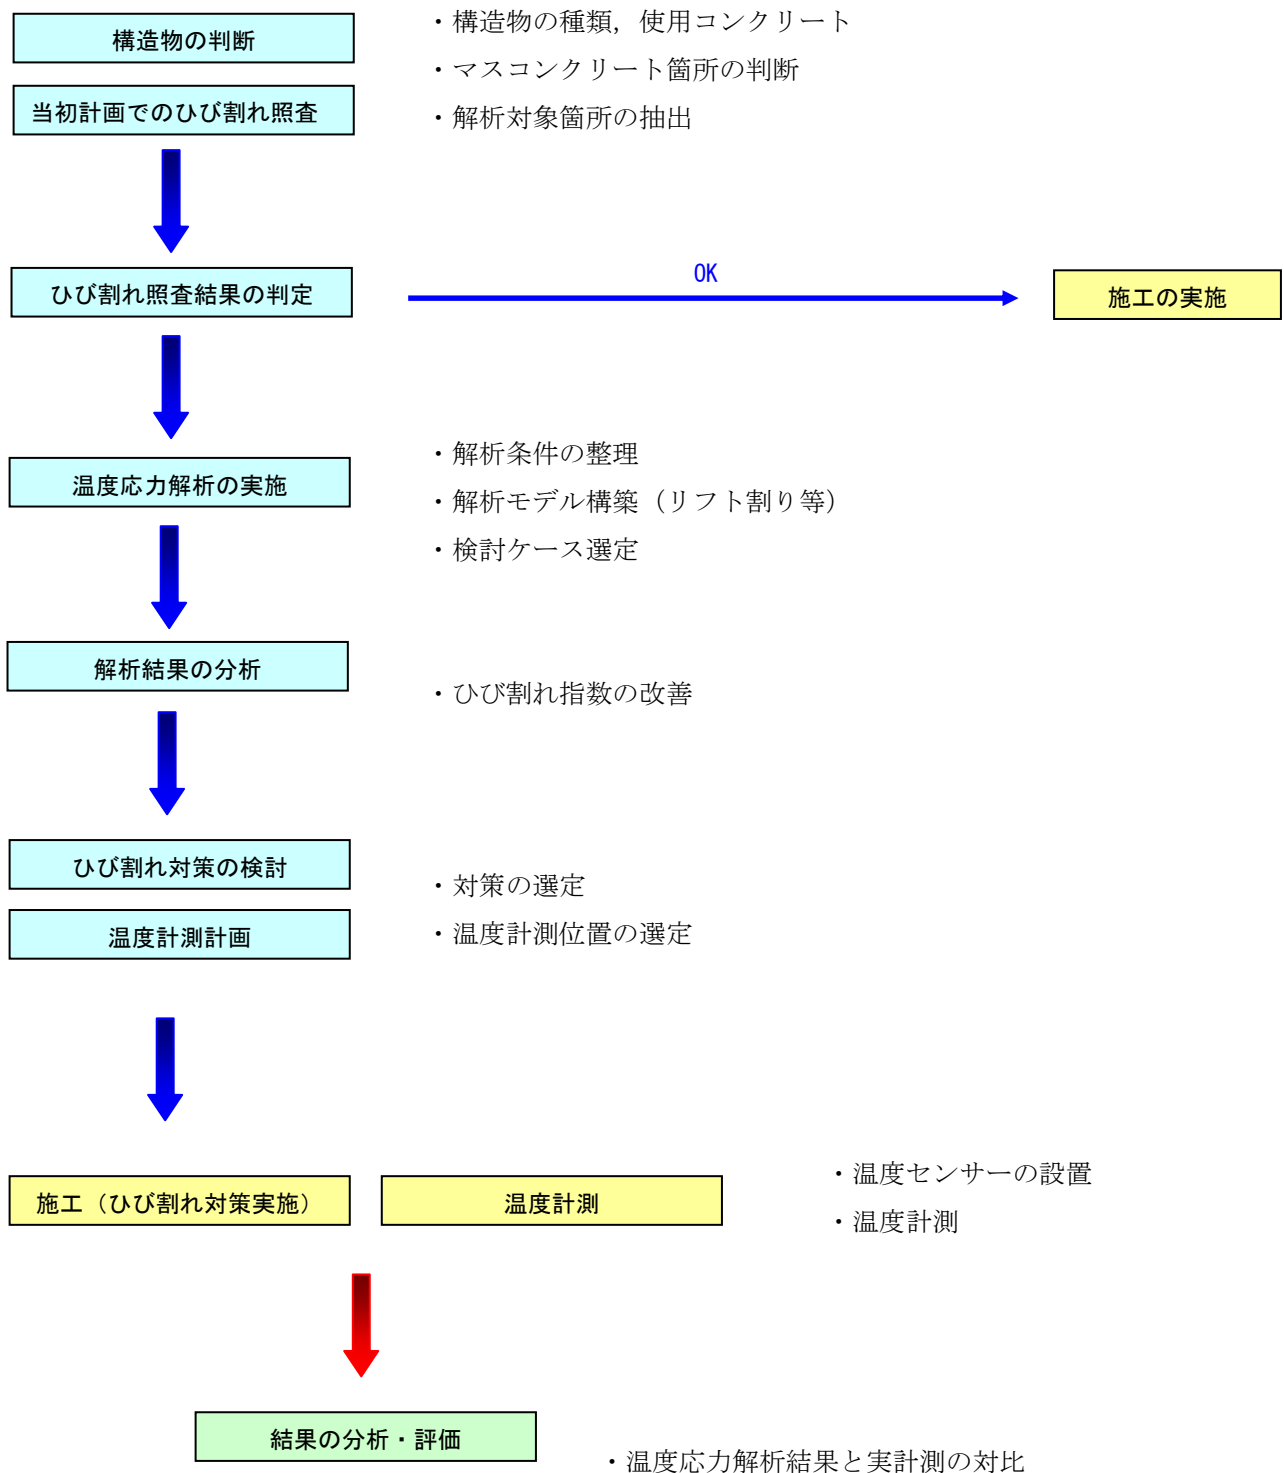 構造物の判断
・構造物の種類，使用コンクリート
・マスコンクリート箇所の判断
当初計画でのひび割れ照査
・解析対象箇所の抽出
ひび割れ照査結果の判定
OK
施工の実施
温度応力解析の実施
・解析条件の整理
・解析モデル構築（リフト割り等）
・検討ケース選定
解析結果の分析
・ひび割れ指数の改善
ひび割れ対策の検討
・対策の選定
温度計測計画
・温度計測位置の選定
施工（ひび割れ対策実施）
温度計測
・温度センサーの設置
・温度計測
結果の分析・評価
・温度応力解析結果と実計測の対比